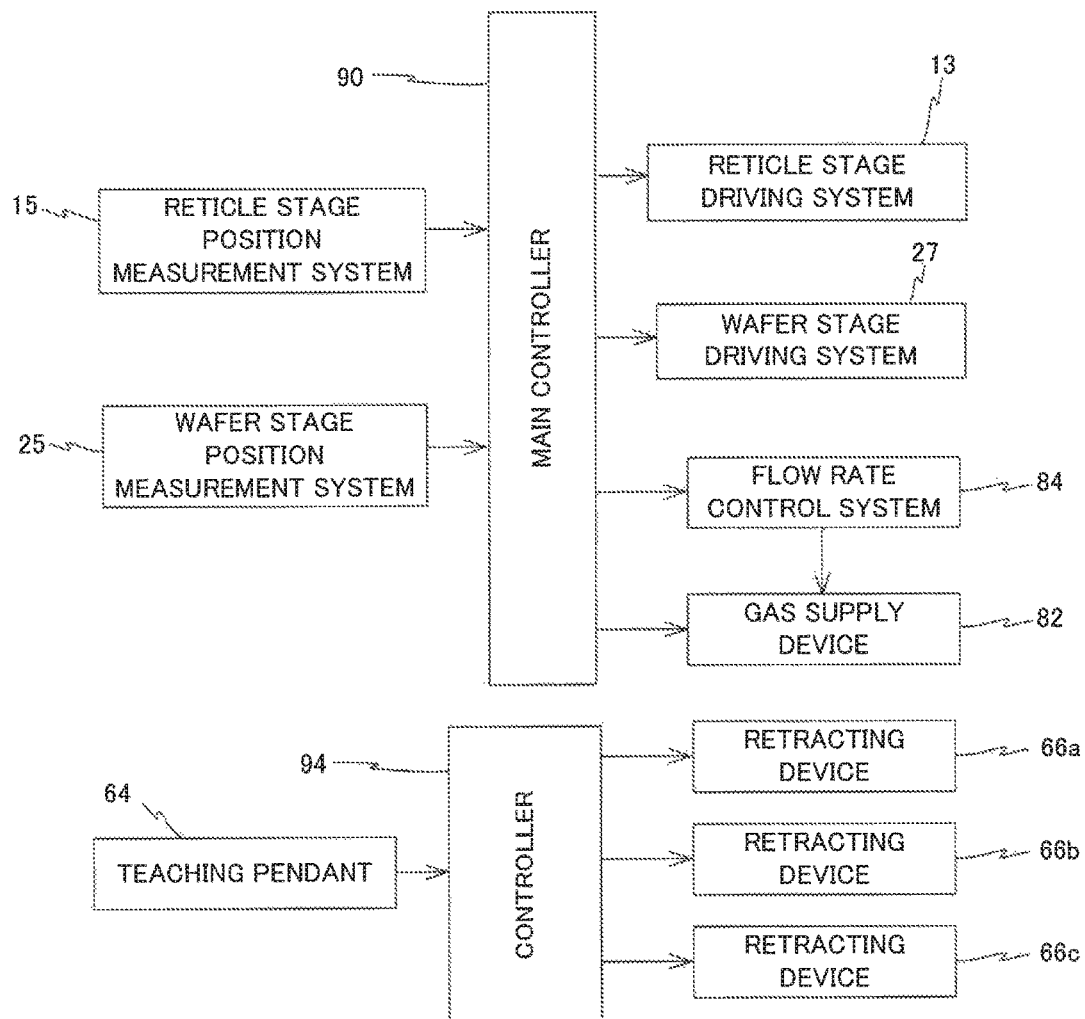 90
13
RETICLE STAGE
DRIVING SYSTEM
15
RETICLE STAGE
POSITION
MEASUREMENT SYSTEM
MAIN CONTROLLER
27
WAFER STAGE
DRIVING SYSTEM
25
WAFER STAGE
POSITION
MEASUREMENT SYSTEM
FLOW RATE
CONTROL SYSTEM
84
GAS SUPPLY
DEVICE
82
94
CONTROLLER
RETRACTING
DEVICE
66a
64
TEACHING PENDANT
RETRACTING
DEVICE
66b
RETRACTING
DEVICE
66c